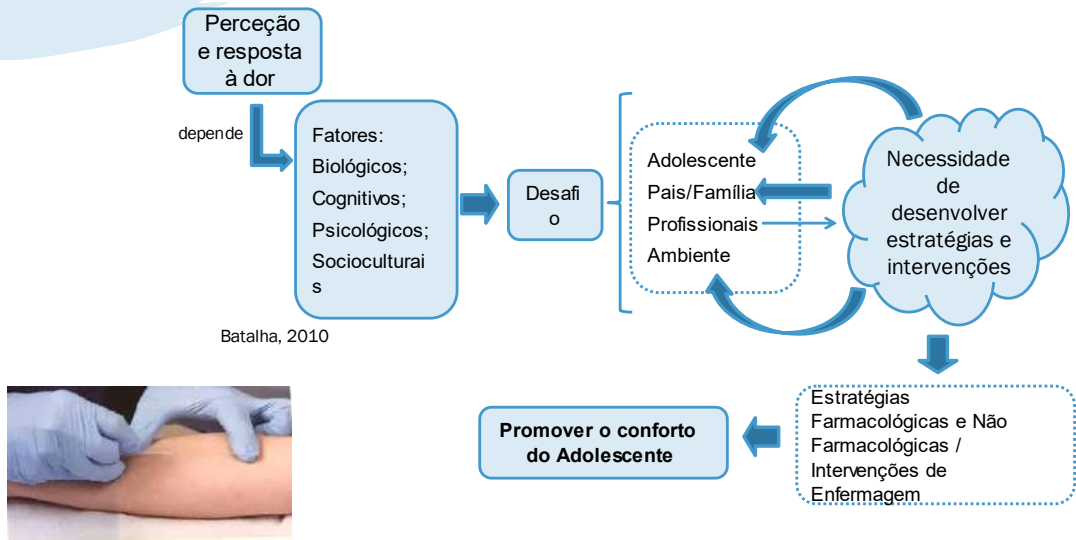 Perceção
e resposta
à dor
depende
Fatores:
Biológicos;
Cognitivos;
Psicológicos;
Socioculturai
s
Batalha, 2010
Desafi
o
Adolescente
Pais/Família
Profissionais
Ambiente
Necessidade
de
desenvolver
estratégias e
intervenções
Estratégias
Farmacológicas e Não
Farmacológicas /
Intervenções de
Enfermagem
Promover o conforto
do Adolescente